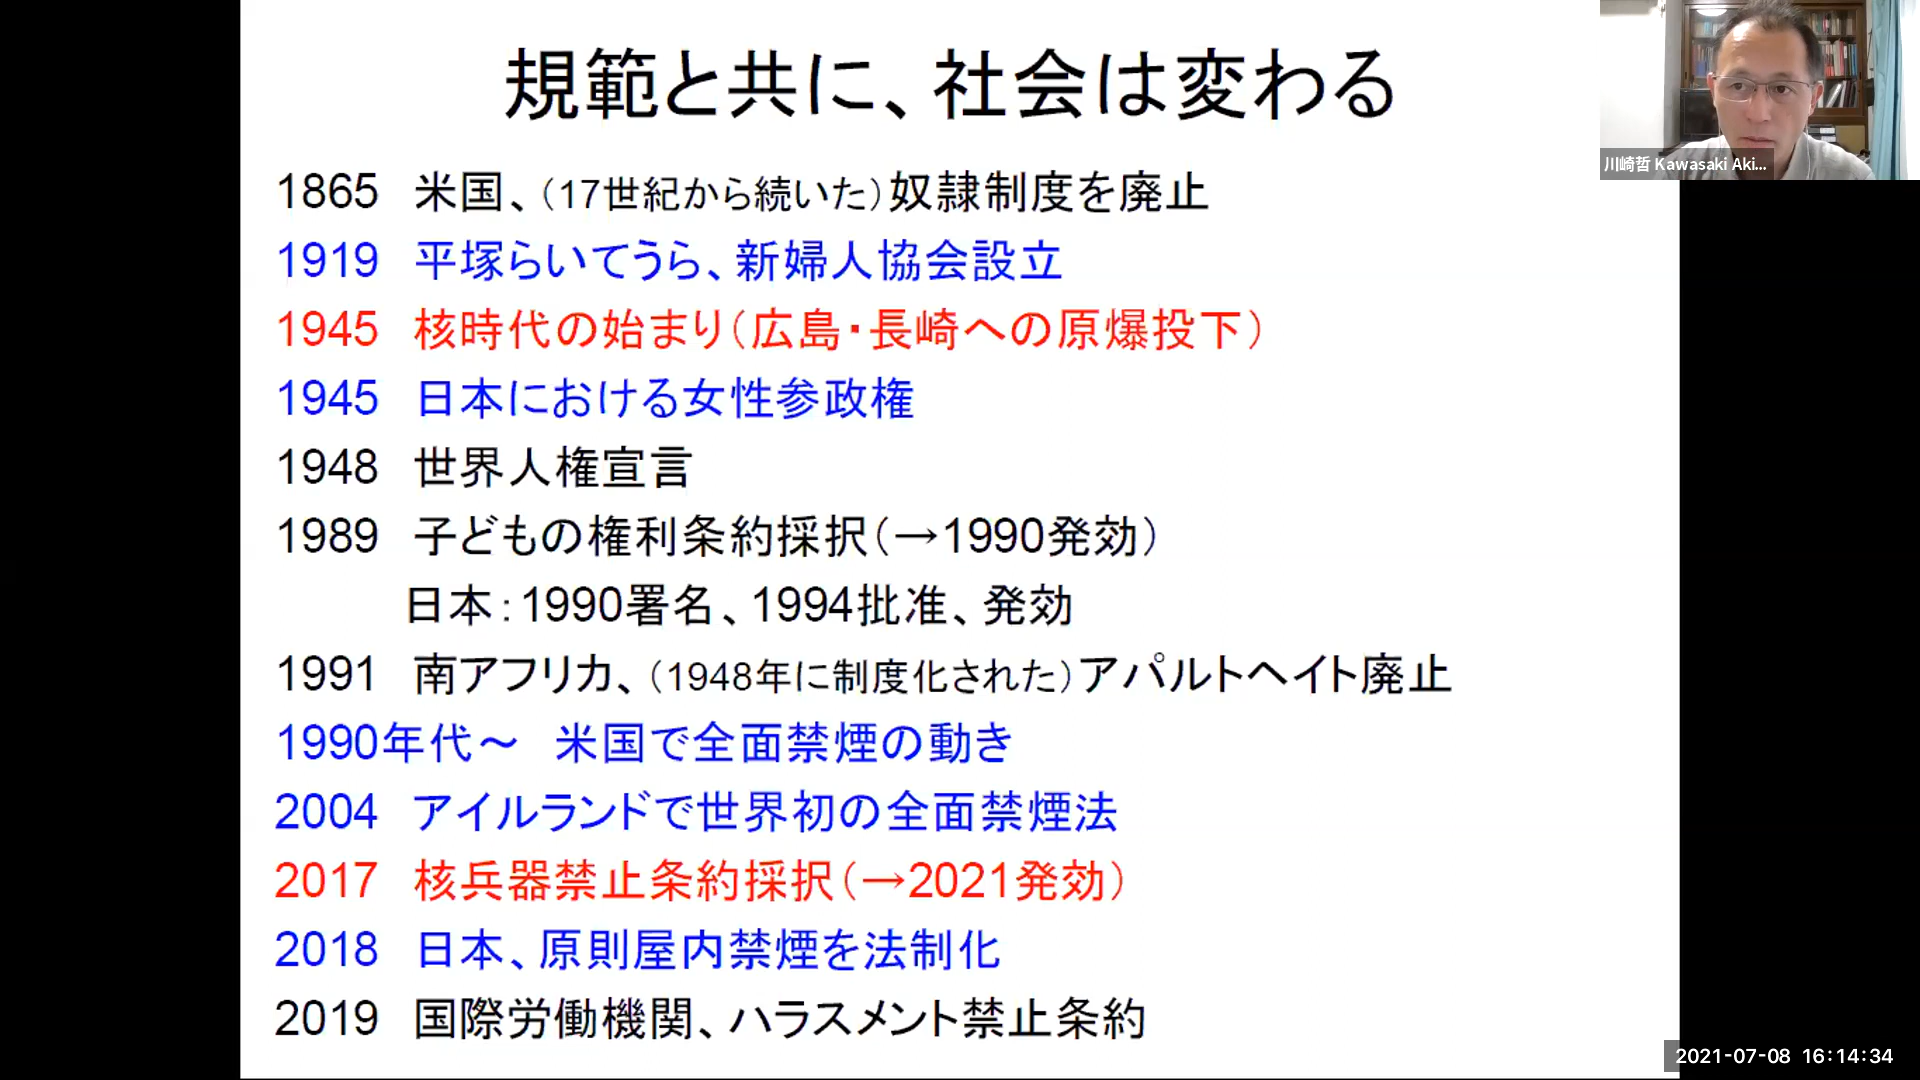 規範と共に、社会は変わる
川崎哲 Kawasaki Aki...
1865 米国、（17世紀から続いた）奴隷制度を廃止
1919 平塚らいてうら、新婦人協会設立
1945 核時代の始まり（広島・長崎への原爆投下）
1945 日本における女性参政権
1948 世界人権宣言
1989 子どもの権利条約採択（→1990発効）
日本：1990署名、1994批准、発効
1991 南アフリカ、（1948年に制度化された）アパルトヘイト廃止
1990年代～ 米国で全面禁煙の動き
2004 アイルランドで世界初の全面禁煙法
2017 核兵器禁止条約採択（→2021発効）
2018 日本、原則屋内禁煙を法制化
2019 国際労働機関、ハラスメント禁止条約
2021-07-08 16:14:34